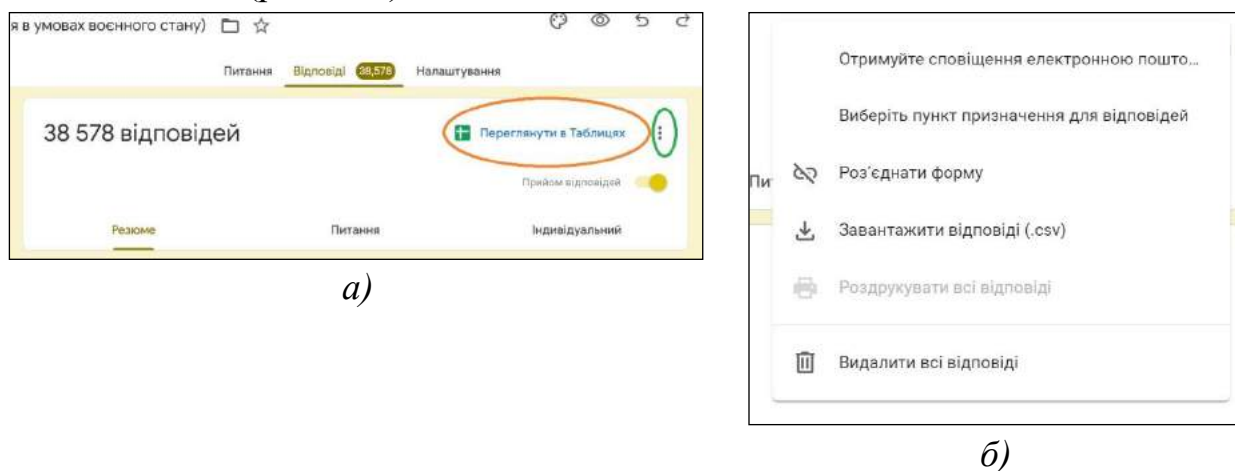 я в умовах воєнного стану)
Питання Відповіді 38,578 Налаштування
38 578 відповідей
Переглянути в Таблицях
Прийом відповідей
Резюме Питання Індивідуальний
а)
Отримуйте сповіщення електронною пошто...
Виберіть пункт призначення для відповідей
Пи
Роз'єднати форму
Завантажити відповіді (.csv)
Роздрукувати всі відповіді
Видалити всі відповіді
б)